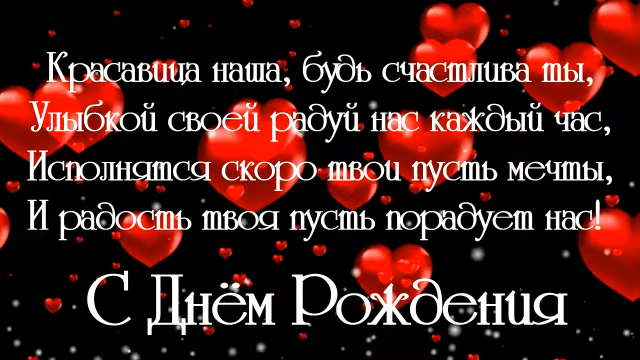 Красавица наша, будь счастлива ты,
Улыбкой своей радуй нас каждый час,
Исполнятся скоро твои пусть мечты,
И радость твоя пусть порадует нас!
С Днём Рождения